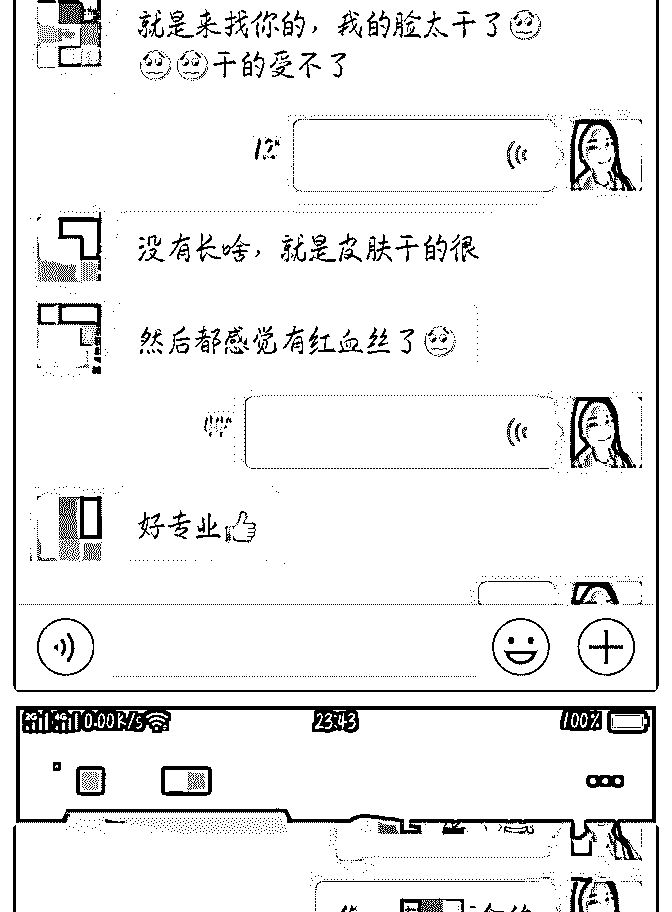 就是来找你的，我的脸太干了😔
😔😔干的受不了
没有长啥，就是皮肤干的很
然后都感觉有红血丝了😔
好专业👍
0.00K/s 23:43 100%